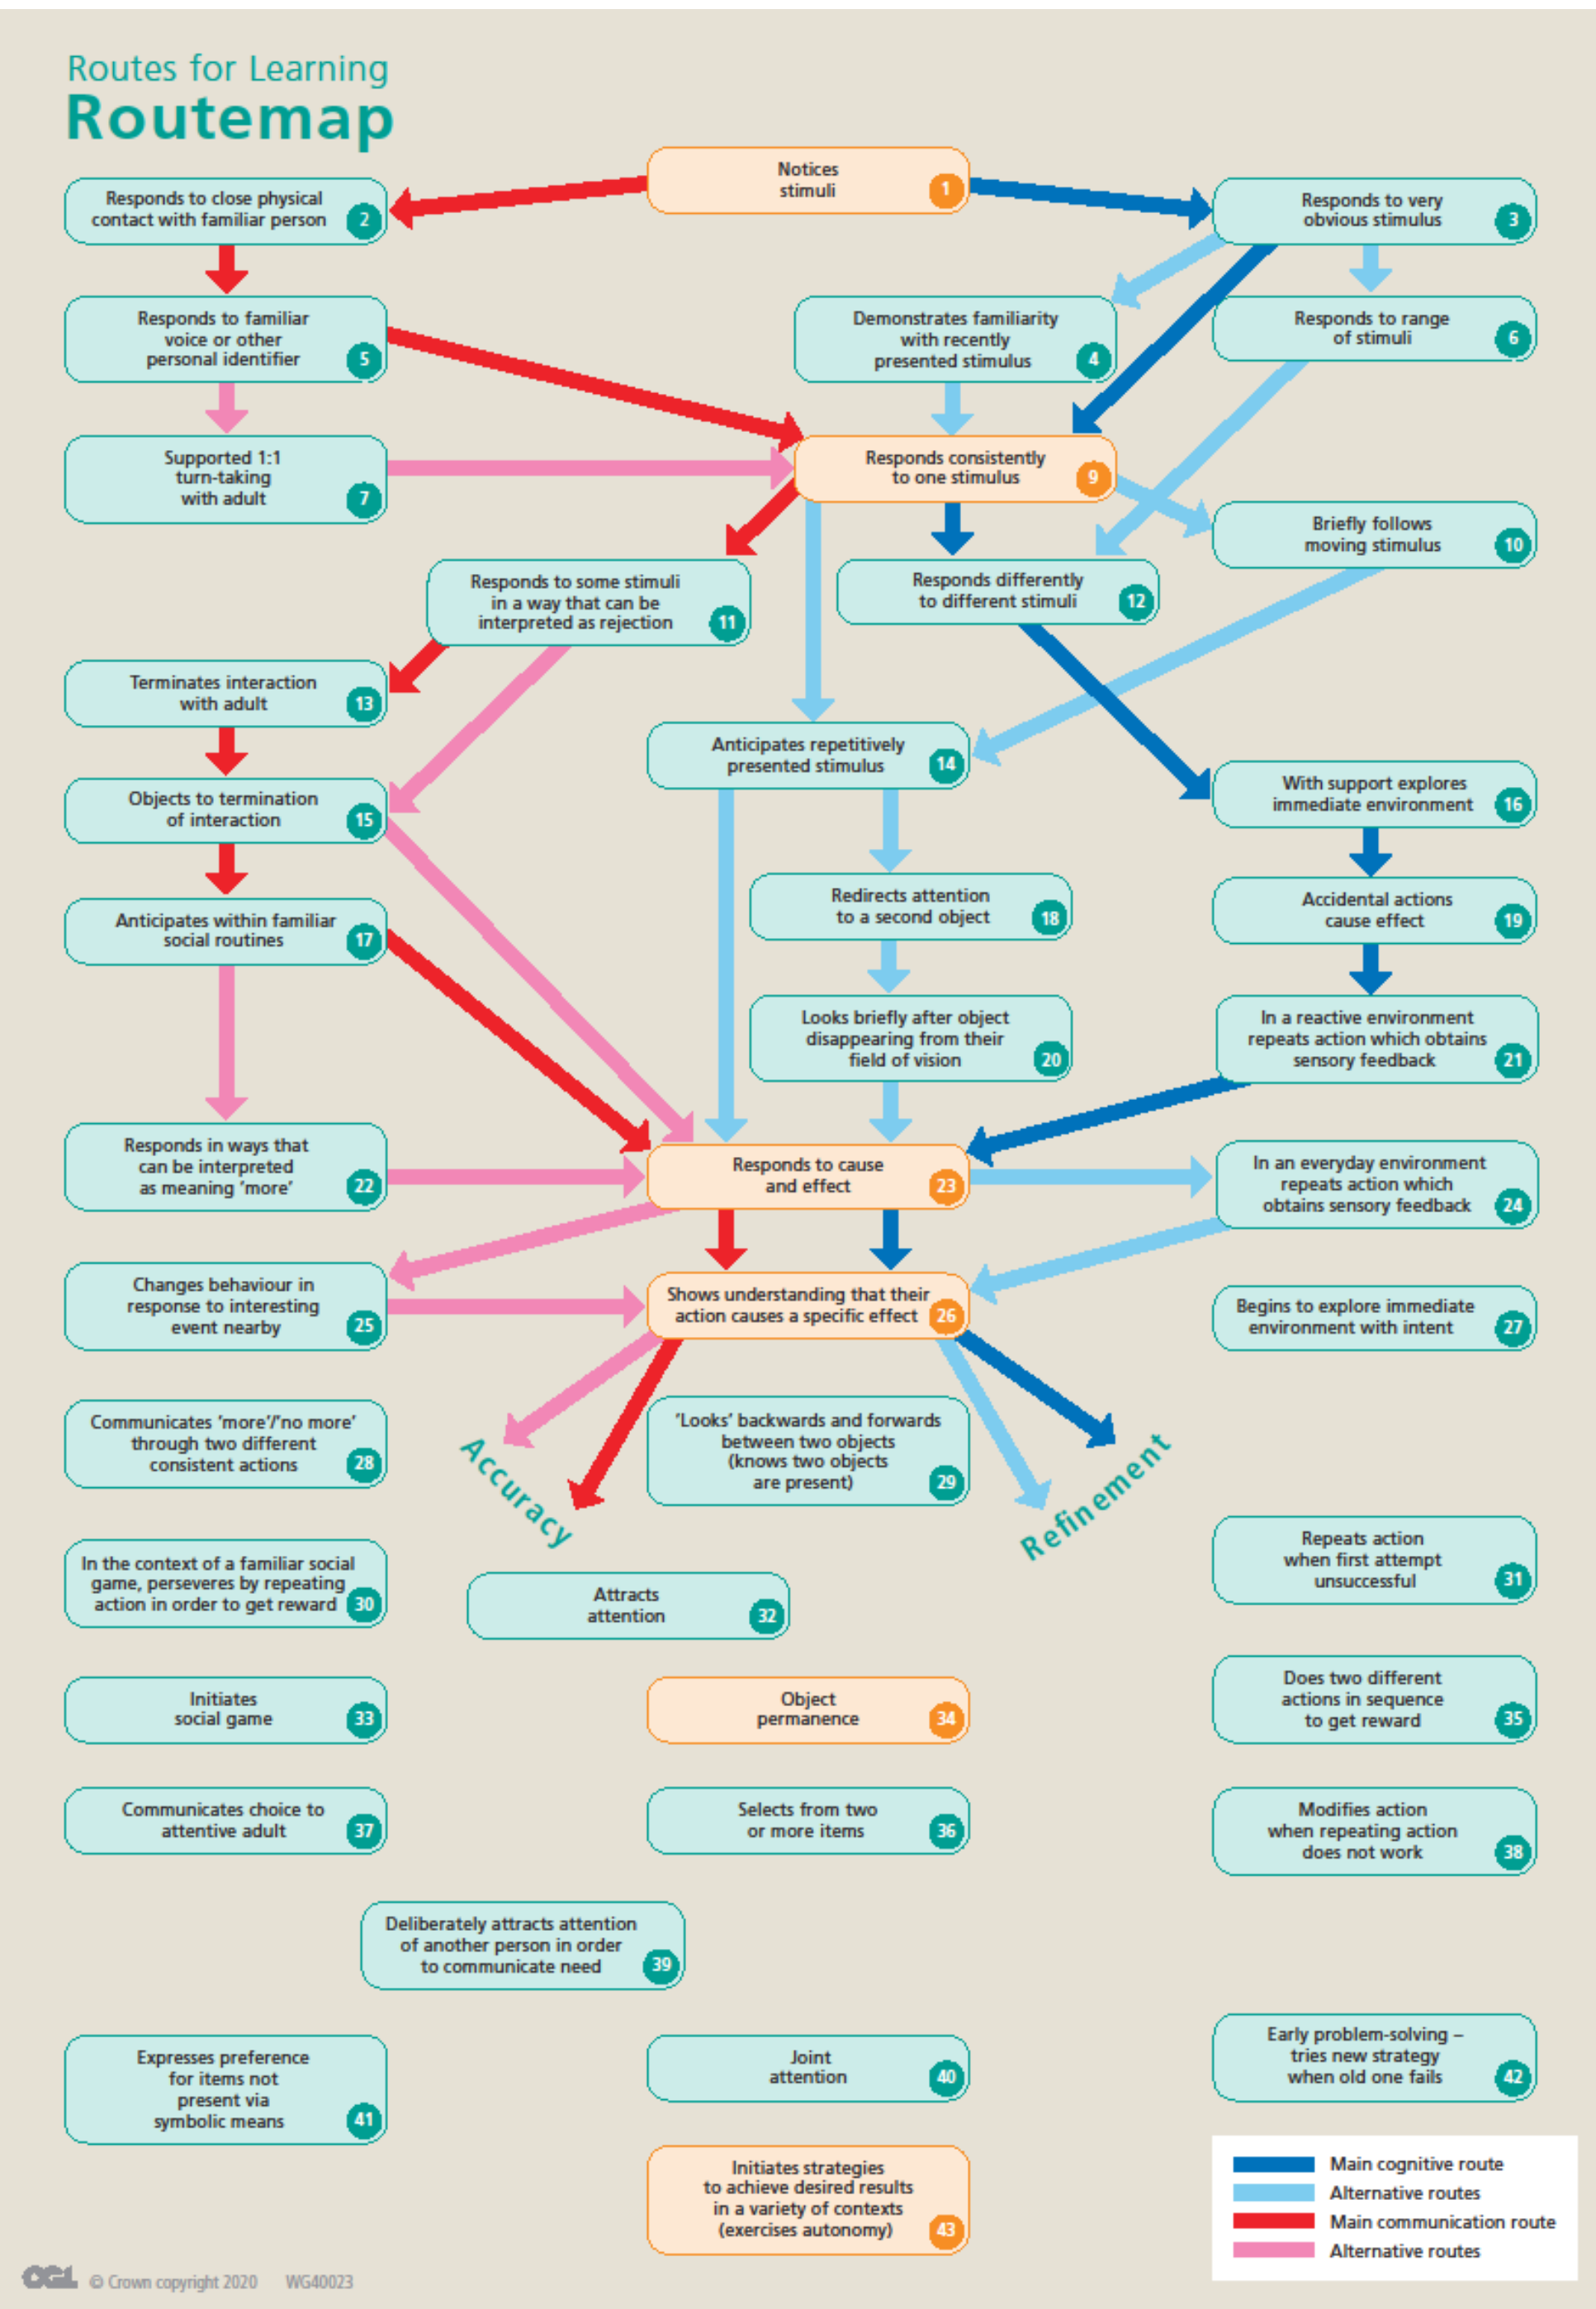 Routes for Learning
Routemap
Notices
stimuli
1
Responds to close physical
contact with familiar person
2
Responds to very
obvious stimulus
3
Responds to familiar
voice or other
personal identifier
5
Demonstrates familiarity
with recently
presented stimulus
4
Responds to range
of stimuli
6
Supported 1:1
turn-taking
with adult
7
Responds consistently
to one stimulus
9
Briefly follows
moving stimulus
10
Responds to some stimuli
in a way that can be
interpreted as rejection
11
Responds differently
to different stimuli
12
Terminates interaction
with adult
13
Anticipates repetitively
presented stimulus
14
Objects to termination
of interaction
15
With support explores
immediate environment
16
Anticipates within familiar
social routines
17
Redirects attention
to a second object
18
Accidental actions
cause effect
19
Looks briefly after object
disappearing from their
field of vision
20
In a reactive environment
repeats action which obtains
sensory feedback
21
Responds in ways that
can be interpreted
as meaning ‘more’
22
Responds to cause
and effect
23
In an everyday environment
repeats action which
obtains sensory feedback
24
Changes behaviour in
response to interesting
event nearby
25
Shows understanding that their
action causes a specific effect
26
Begins to explore immediate
environment with intent
27
Communicates ‘more’/‘no more’
through two different
consistent actions
28
Accuracy
‘Looks’ backwards and forwards
between two objects
(knows two objects
are present)
29
Refinement
In the context of a familiar social
game, perseveres by repeating
action in order to get reward
30
Repeats action
when first attempt
unsuccessful
31
Attracts
attention
32
Initiates
social game
33
Object
permanence
34
Does two different
actions in sequence
to get reward
35
Communicates choice to
attentive adult
37
Selects from two
or more items
36
Modifies action
when repeating action
does not work
38
Deliberately attracts attention
of another person in order
to communicate need
39
Expresses preference
for items not
present via
symbolic means
41
Joint
attention
40
Early problem-solving –
tries new strategy
when old one fails
42
Initiates strategies
to achieve desired results
in a variety of contexts
(exercises autonomy)
43
Main cognitive route
Alternative routes
Main communication route
Alternative routes
OGL © Crown copyright 2020 WG40023